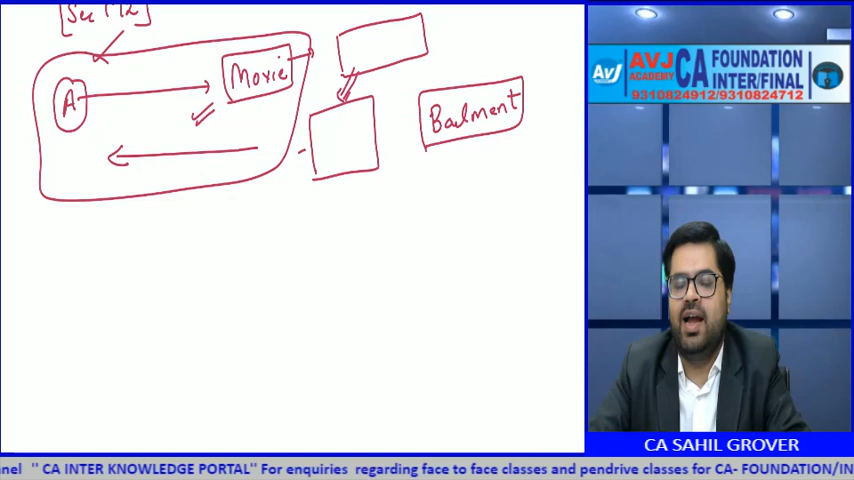 A
Movie
Bailment
AVJ
AVJ
ACADEMY
CA
FOUNDATION
INTER/FINAL
9310824912/9310824712
CA SAHIL GROVER
nel " CA INTER KNOWLEDGE PORTAL" For enquiries regarding face to face classes and pendrive classes for CA- FOUNDATION/IN